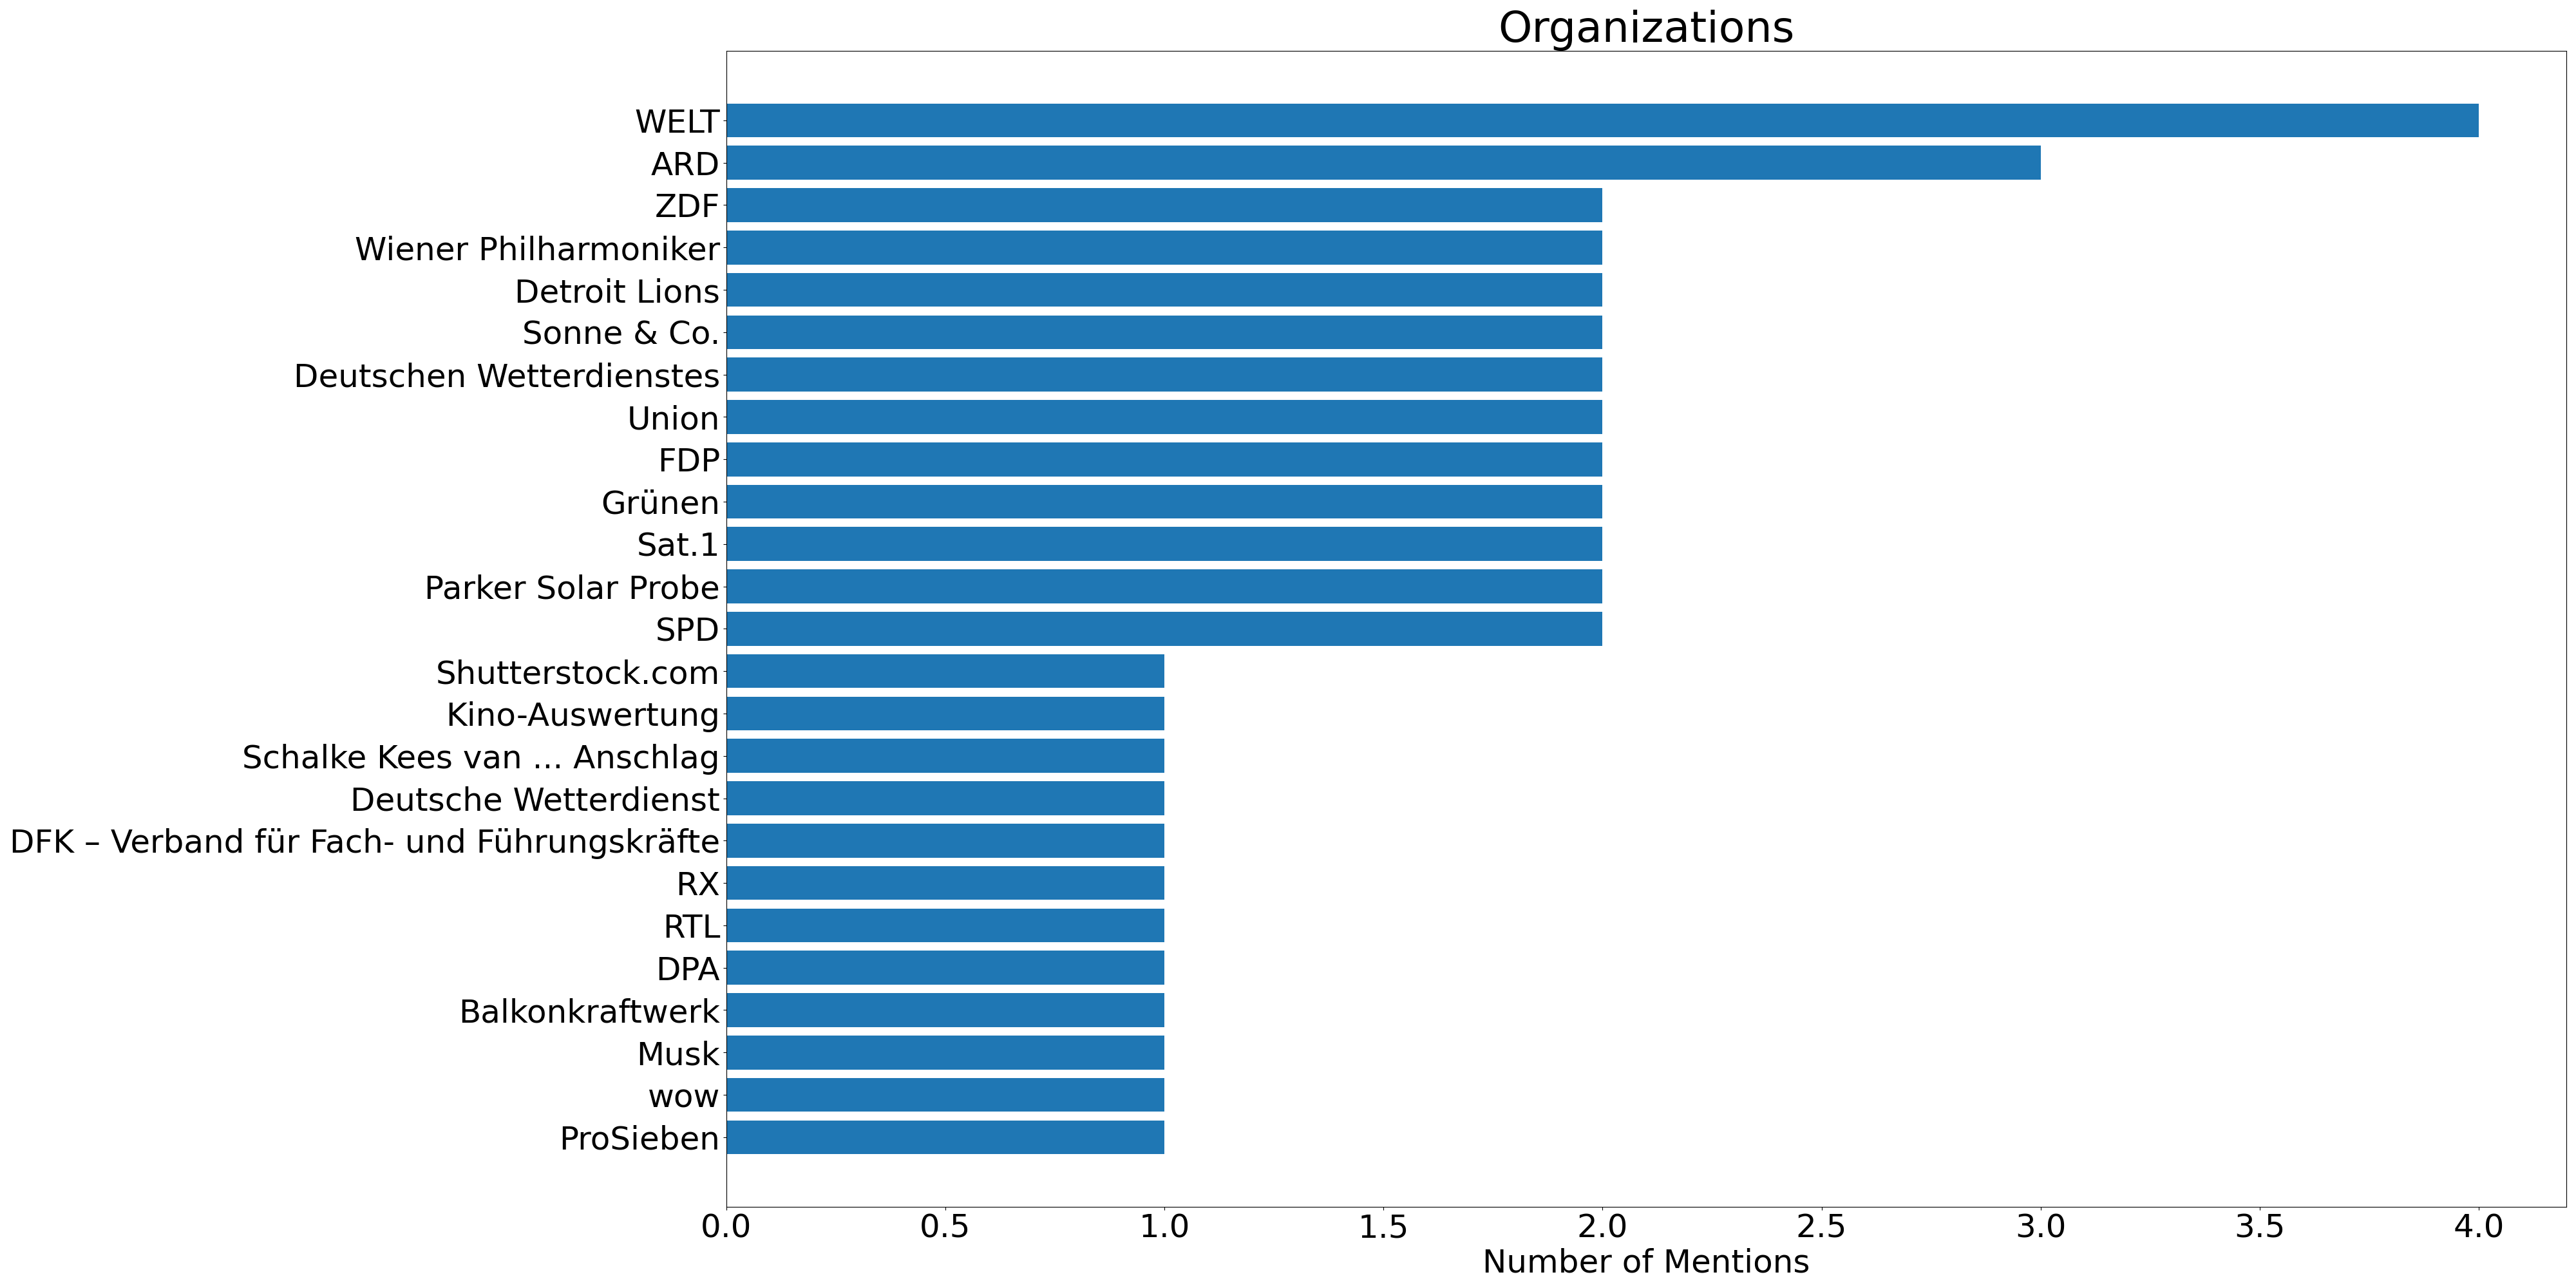 Organizations
WELT
ARD
ZDF
Wiener Philharmoniker
Detroit Lions
Sonne & Co.
Deutschen Wetterdienstes
Union
FDP
Grünen
Sat.1
Parker Solar Probe
SPD
Shutterstock.com
Kino-Auswertung
Schalke Kees van ... Anschlag
Deutsche Wetterdienst
DFK – Verband für Fach- und Führungskräfte
RX
RTL
DPA
Balkonkraftwerk
Musk
wow
ProSieben
0.0 0.5 1.0 1.5 2.0 2.5 3.0 3.5 4.0
Number of Mentions